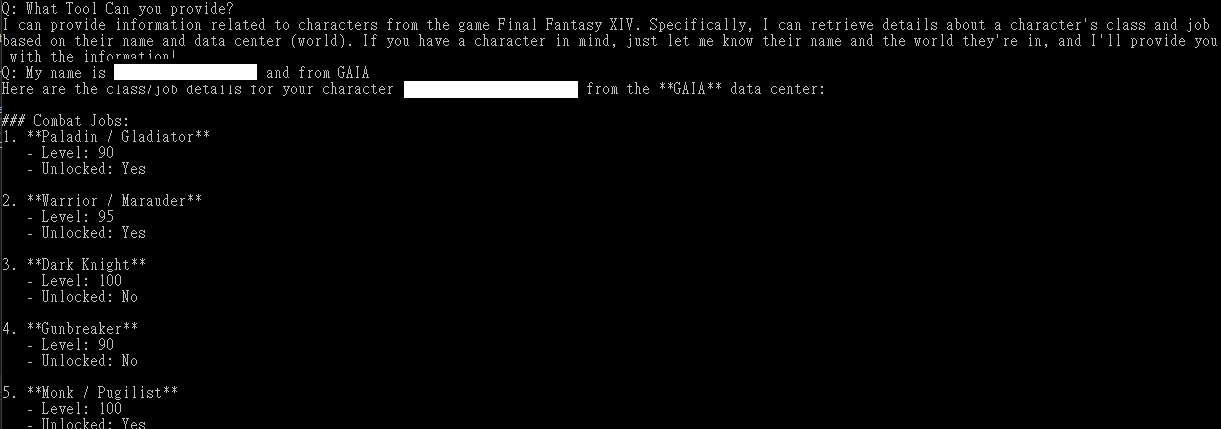 Q: What Tool Can you provide?
I can provide information related to characters from the game Final Fantasy XIV. Specifically, I can retrieve details about a character's class and job
based on their name and data center (world). If you have a character in mind, just let me know their name and the world they're in, and I'll provide you
with the information!
Q: My name is and from GAIA
Here are the class/job details for your character from the **GAIA** data center:
### Combat Jobs:
1. **Paladin / Gladiator**
- Level: 90
- Unlocked: Yes
2. **Warrior / Marauder**
- Level: 95
- Unlocked: Yes
3. **Dark Knight**
- Level: 100
- Unlocked: No
4. **Gunbreaker**
- Level: 90
- Unlocked: No
5. **Monk / Pugilist**
- Level: 100
- Unlocked: Yes